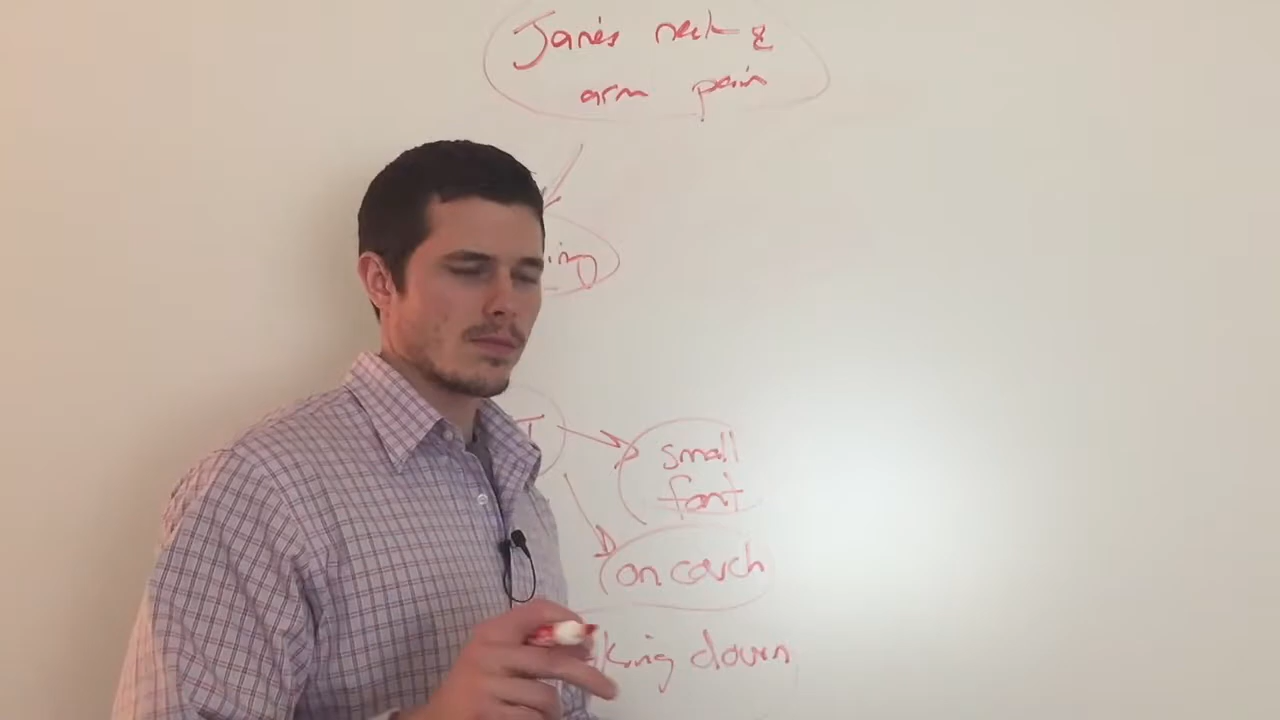 Jane's neck &
arm pain
ing
T
small
font
on couch
king down